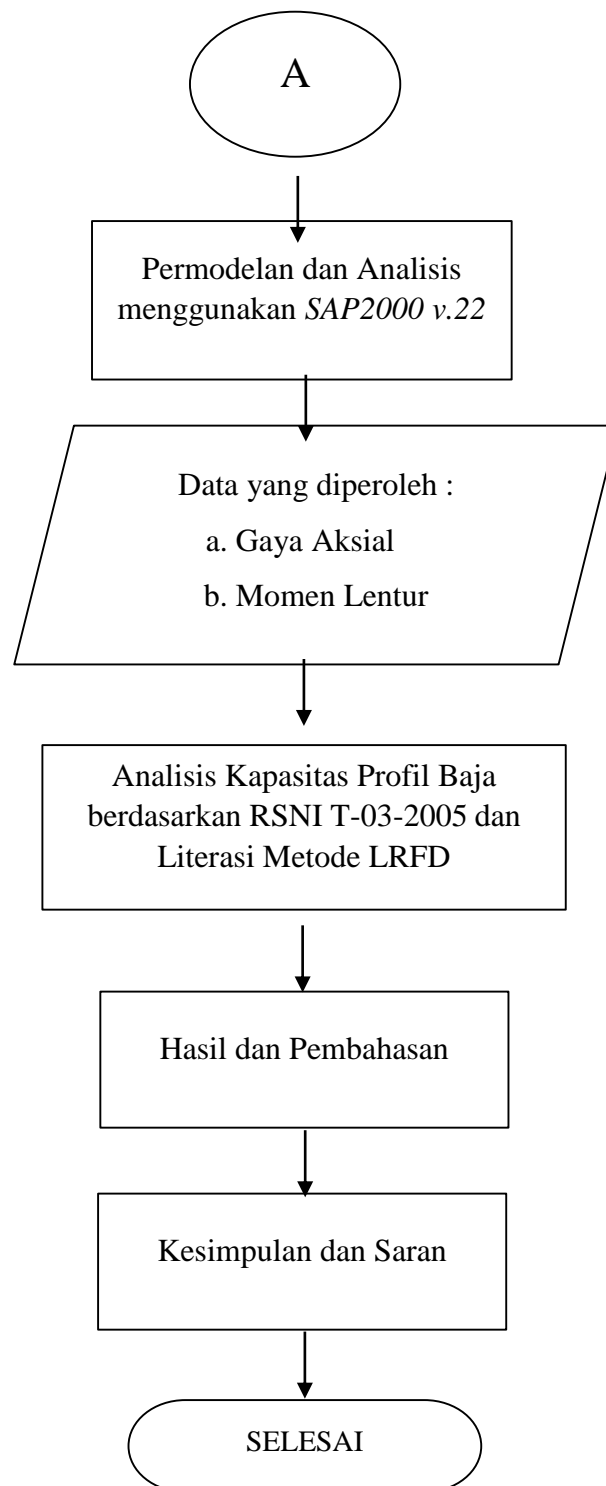 A
Permodelan dan Analisis
menggunakan SAP2000 v.22
Data yang diperoleh :
a. Gaya Aksial
b. Momen Lentur
Analisis Kapasitas Profil Baja
berdasarkan RSNI T-03-2005 dan
Literasi Metode LRFD
Hasil dan Pembahasan
Kesimpulan dan Saran
SELESAI